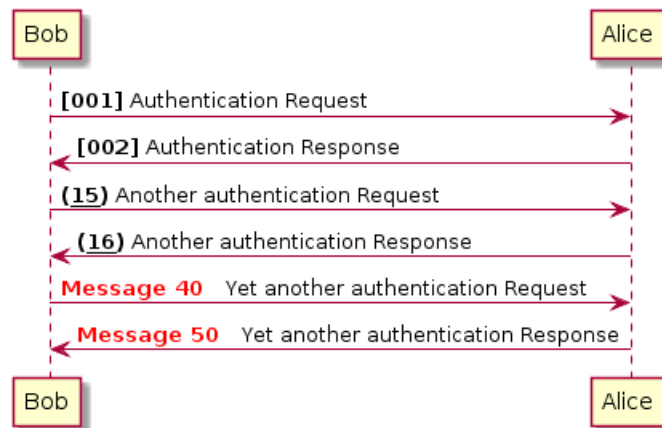 Bob Alice
[001] Authentication Request
[002] Authentication Response
(15) Another authentication Request
(16) Another authentication Response
Message 40 Yet another authentication Request
Message 50 Yet another authentication Response
Bob Alice